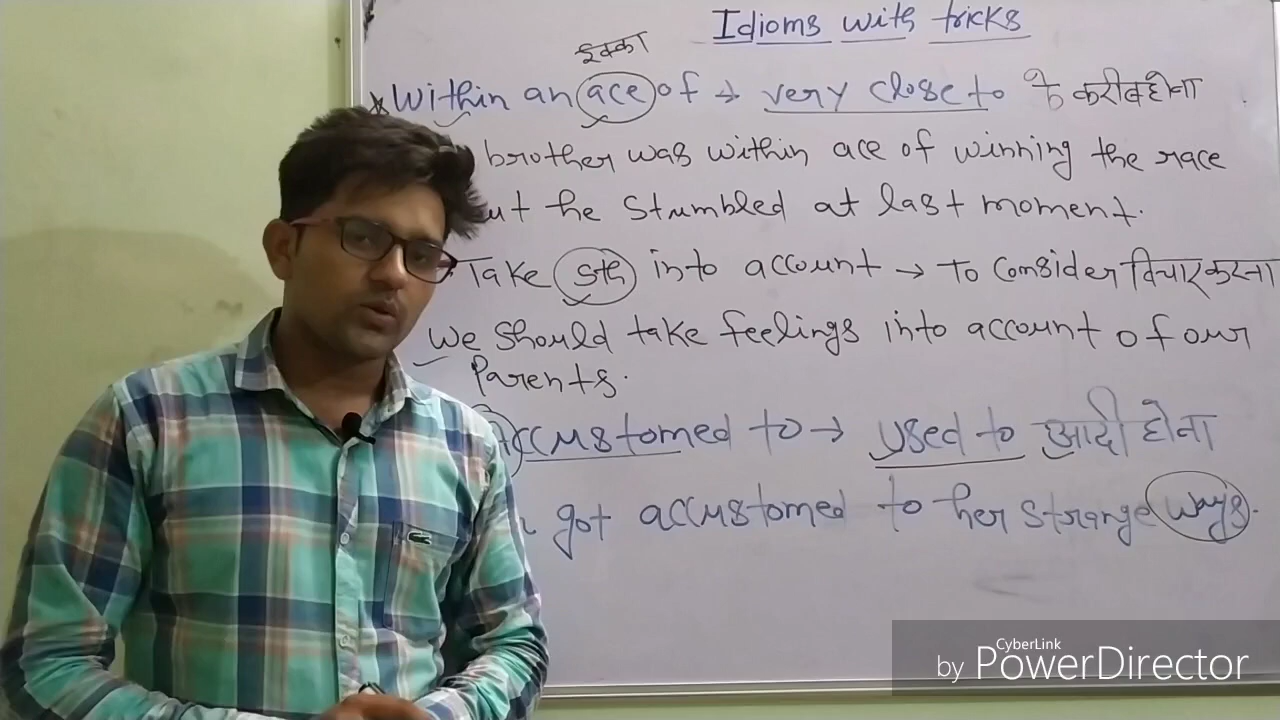 Idioms with tricks
इक्का
* Within an ace of → very close to के करीब होना
brother was within ace of winning the race
ut he stumbled at last moment.
Take sth into account → To consider विचार करना
We should take feelings into account of our
Parents.
Accustomed to → used to आदी होना
got accustomed to her strange ways.
CyberLink
by PowerDirector